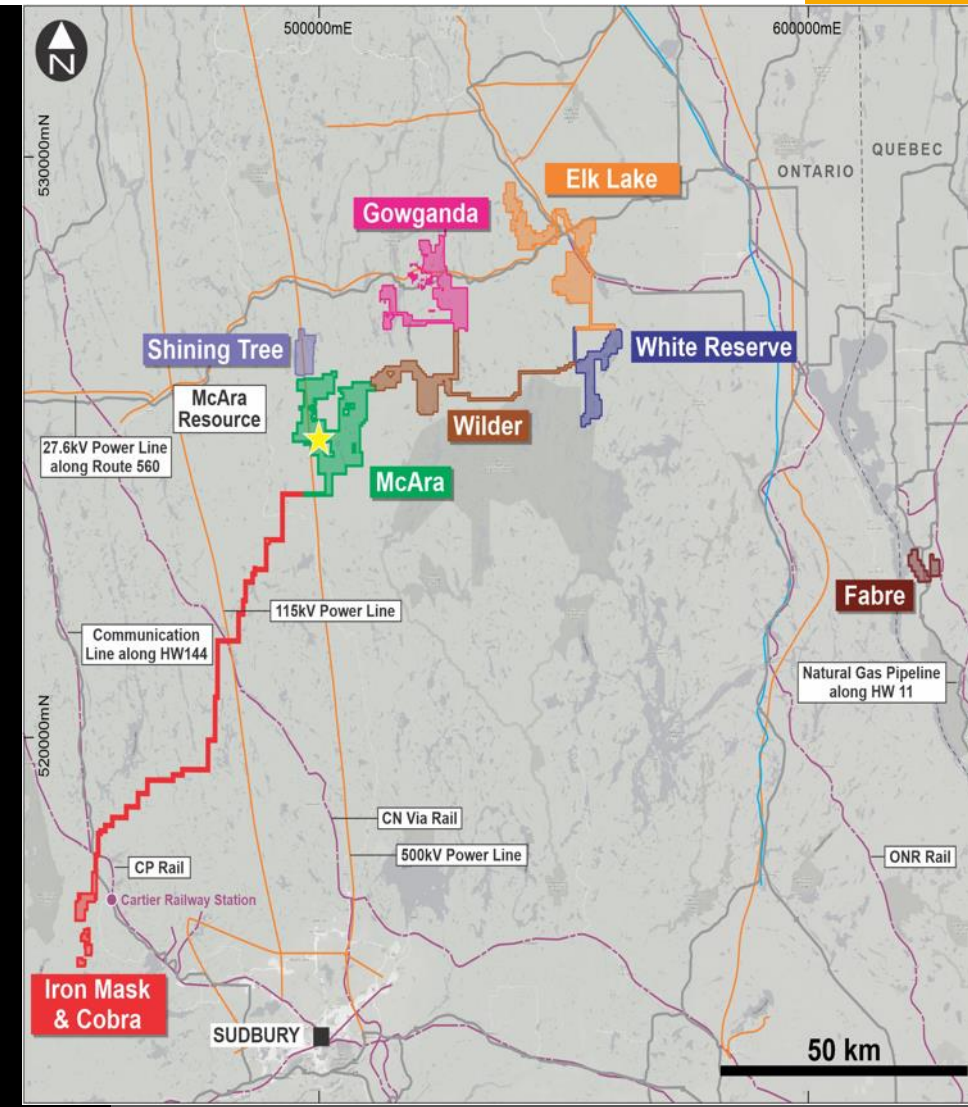 500000mE
600000mE
N
530000mN
QUEBEC
ONTARIO
Elk Lake
Gowganda
Shining Tree
White Reserve
McAra
Resource
Wilder
27.6kV Power Line
along Route 560
McAra
Fabre
115kV Power Line
Communication
Line along HW144
Natural Gas Pipeline
along HW 11
520000mN
CN Via Rail
500kV Power Line
ONR Rail
CP Rail
Cartier Railway Station
Iron Mask
& Cobra
SUDBURY
50 km